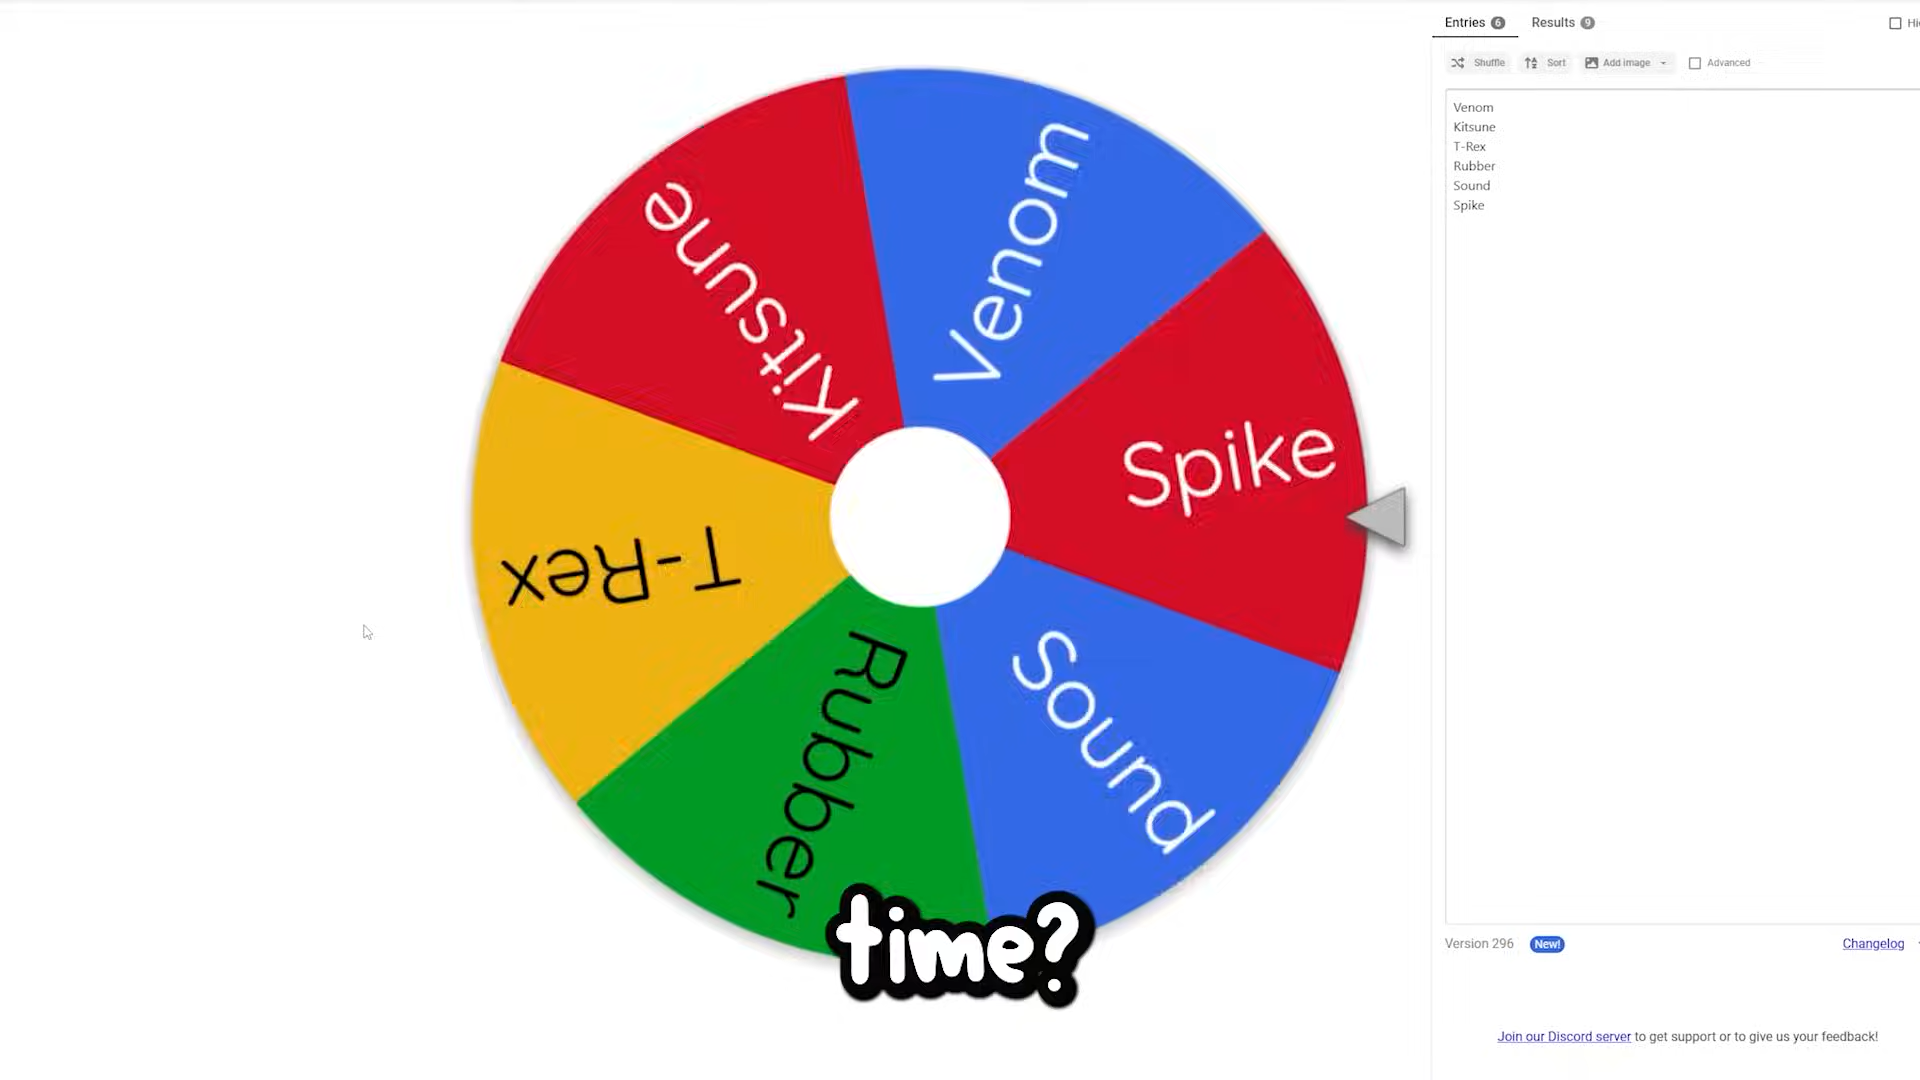 Entries 6 Results 9
Shuffle Sort Add image Advanced
Venom
Kitsune
T-Rex
Rubber
Sound
Spike
Venom
Kitsune
Spike
T-Rex
Sound
Rubber
time?
Version 296 New! Changelog
Join our Discord server to get support or to give us your feedback!